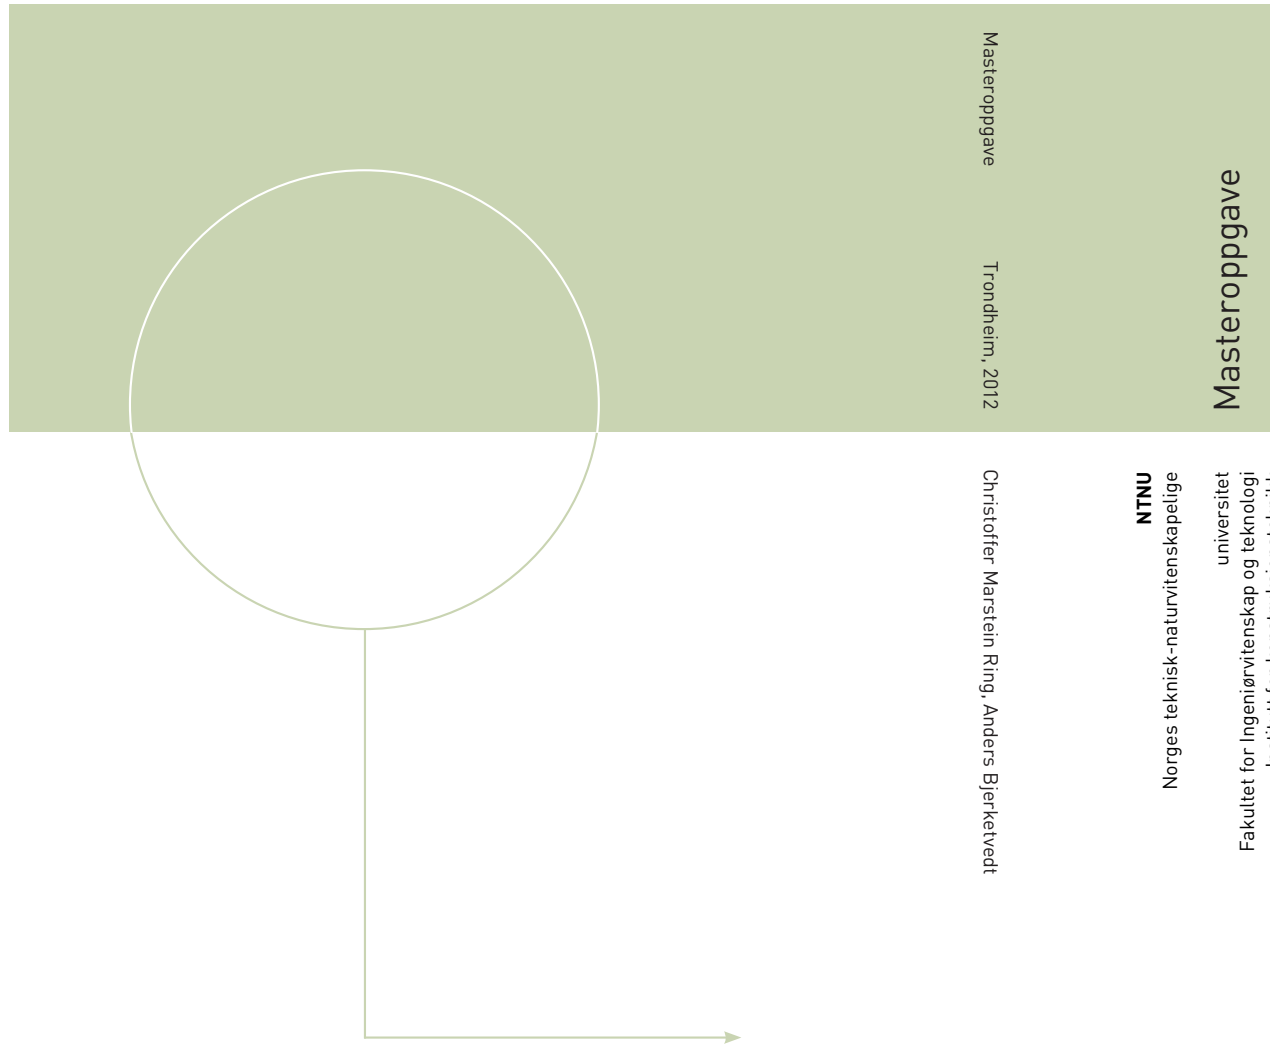 Masteroppgave
Trondheim, 2012
Christoffer Marstein Ring, Anders Bjerketvedt
Masteroppgave
NTNU
Norges teknisk-naturvitenskapelige
universitet
Fakultet for Ingeniørvitenskap og teknologi